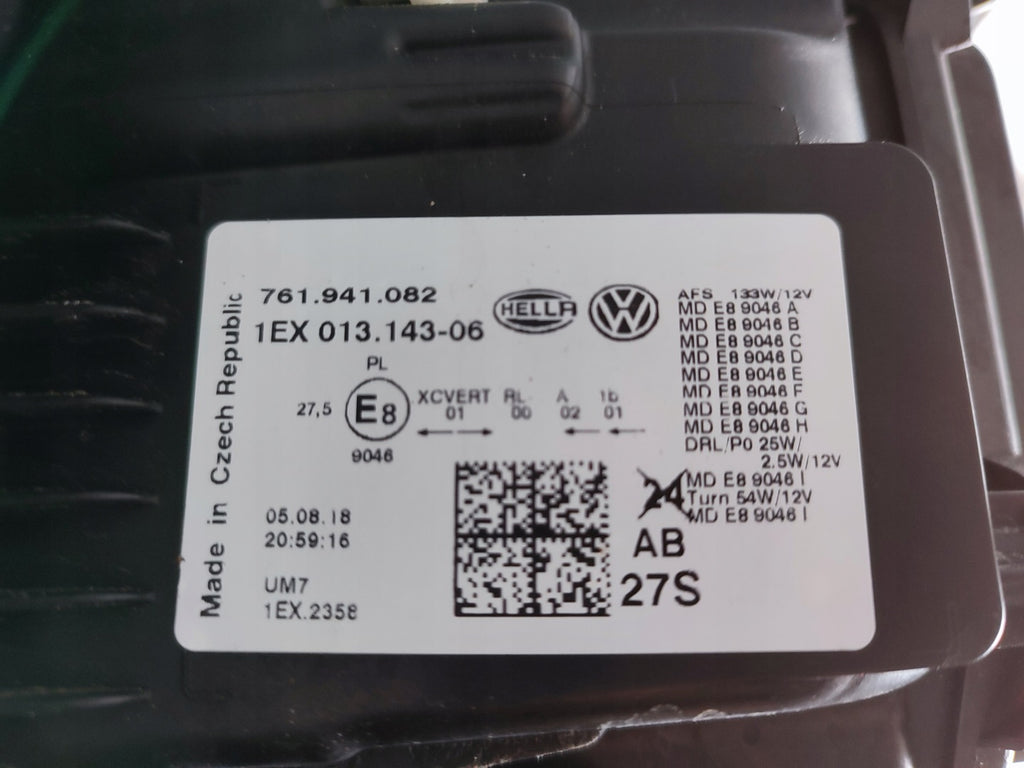 Made in Czech Republic
761.941.082
1EX 013.143-06
HELLA
VW
PL
27,5
E8
9046
XCVERT RL A 1b
01 00 02 01
05.08.18
20:59:16
UM7
1EX.2358
AFS 133W/12V
MD E8 9046 A
MD E8 9046 B
MD E8 9046 C
MD E8 9046 D
MD E8 9046 E
MD E8 9046 F
MD E8 9046 G
MD E8 9046 H
DRL/PO 25W/
2.5W/12V
MD E8 9046 I
Turn 54W/12V
MD E8 9046 I
24
AB
27S